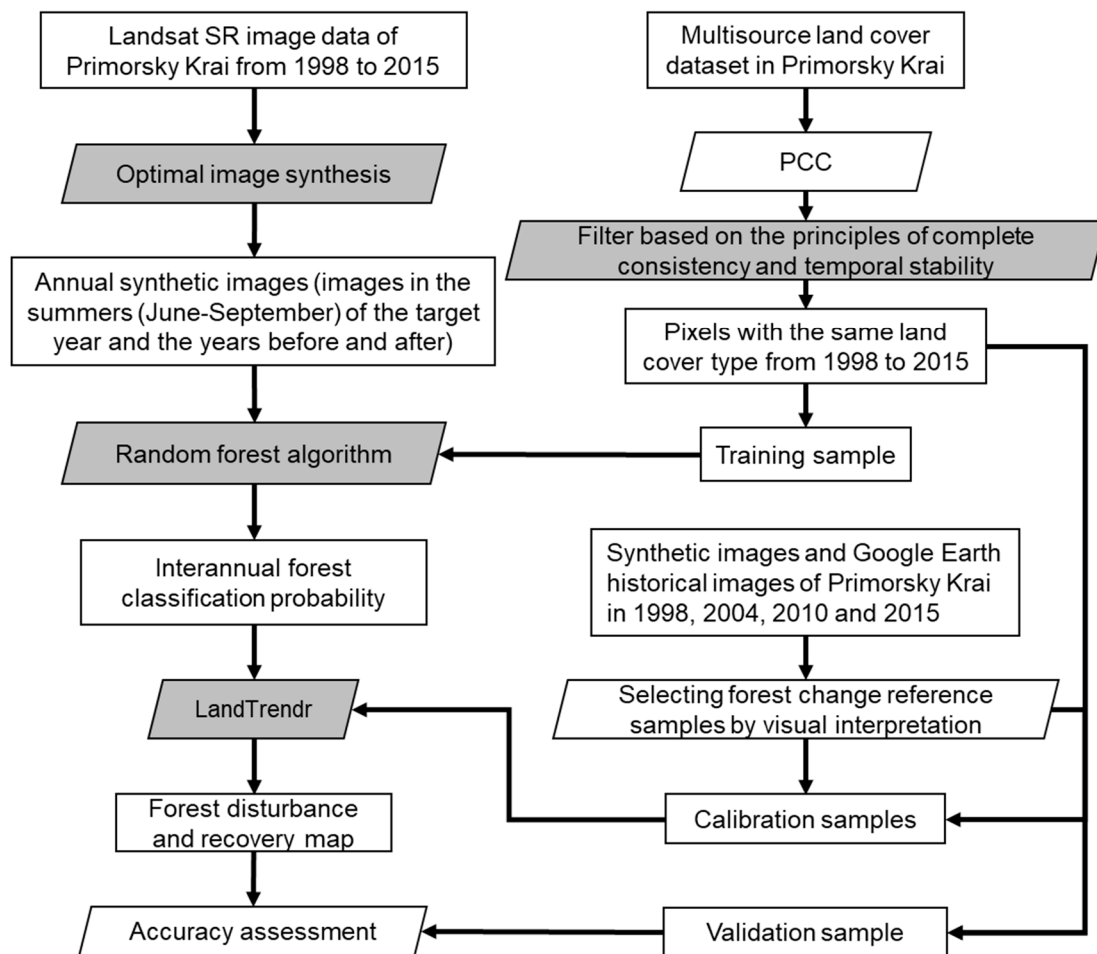 Landsat SR image data of
Primorsky Krai from 1998 to 2015
Optimal image synthesis
Annual synthetic images (images in the
summers (June-September) of the target
year and the years before and after)
Random forest algorithm
Interannual forest
classification probability
LandTrendr
Forest disturbance
and recovery map
Accuracy assessment
Multisource land cover
dataset in Primorsky Krai
PCC
Filter based on the principles of complete
consistency and temporal stability
Pixels with the same land
cover type from 1998 to 2015
Training sample
Synthetic images and Google Earth
historical images of Primorsky Krai
in 1998, 2004, 2010 and 2015
Selecting forest change reference
samples by visual interpretation
Calibration samples
Validation sample